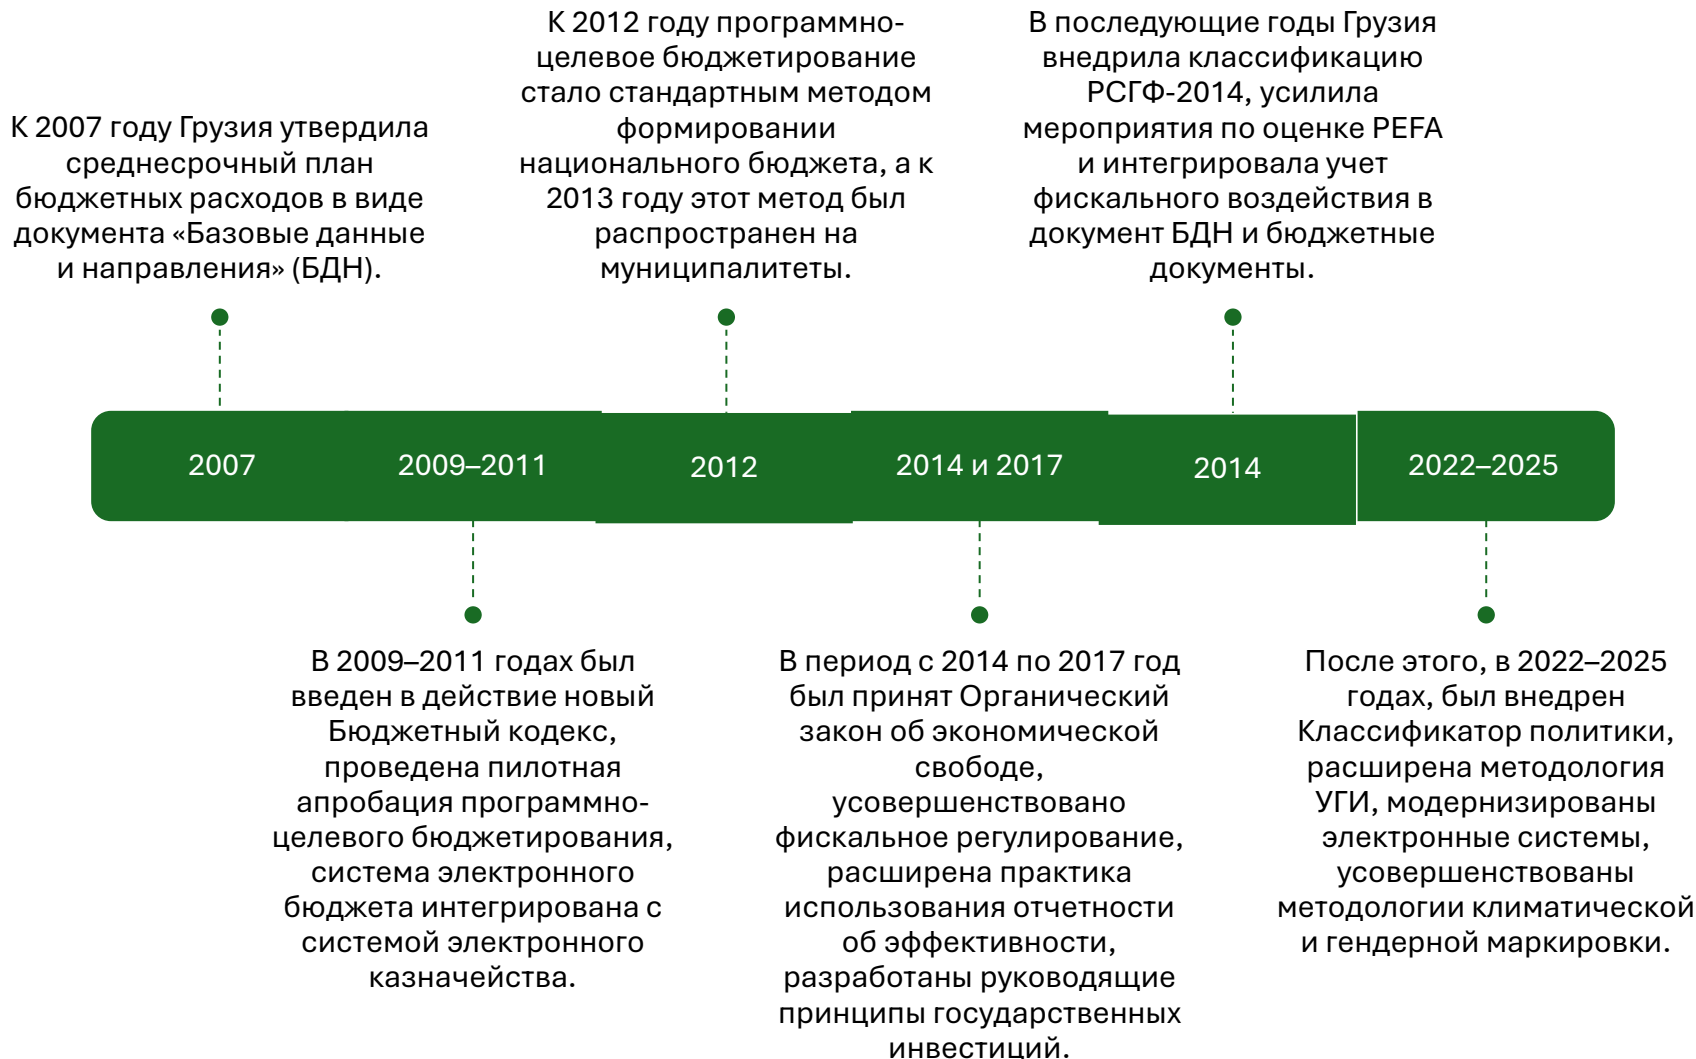 К 2007 году Грузия утвердила
среднесрочный план
бюджетных расходов в виде
документа «Базовые данные
и направления» (БДН).
К 2012 году программно-
целевое бюджетирование
стало стандартным методом
формировании
национального бюджета, а к
2013 году этот метод был
распространен на
муниципалитеты.
В последующие годы Грузия
внедрила классификацию
РСГФ-2014, усилила
мероприятия по оценке PEFA
и интегрировала учет
фискального воздействия в
документ БДН и бюджетные
документы.
2007
2009–2011
2012
2014 и 2017
2014
2022–2025
В 2009–2011 годах был
введен в действие новый
Бюджетный кодекс,
проведена пилотная
апробация программно-
целевого бюджетирования,
система электронного
бюджета интегрирована с
системой электронного
казначейства.
В период с 2014 по 2017 год
был принят Органический
закон об экономической
свободе,
усовершенствовано
фискальное регулирование,
расширена практика
использования отчетности
об эффективности,
разработаны руководящие
принципы государственных
инвестиций.
После этого, в 2022–2025
годах, был внедрен
Классификатор политики,
расширена методология
УГИ, модернизированы
электронные системы,
усовершенствованы
методологии климатической
и гендерной маркировки.